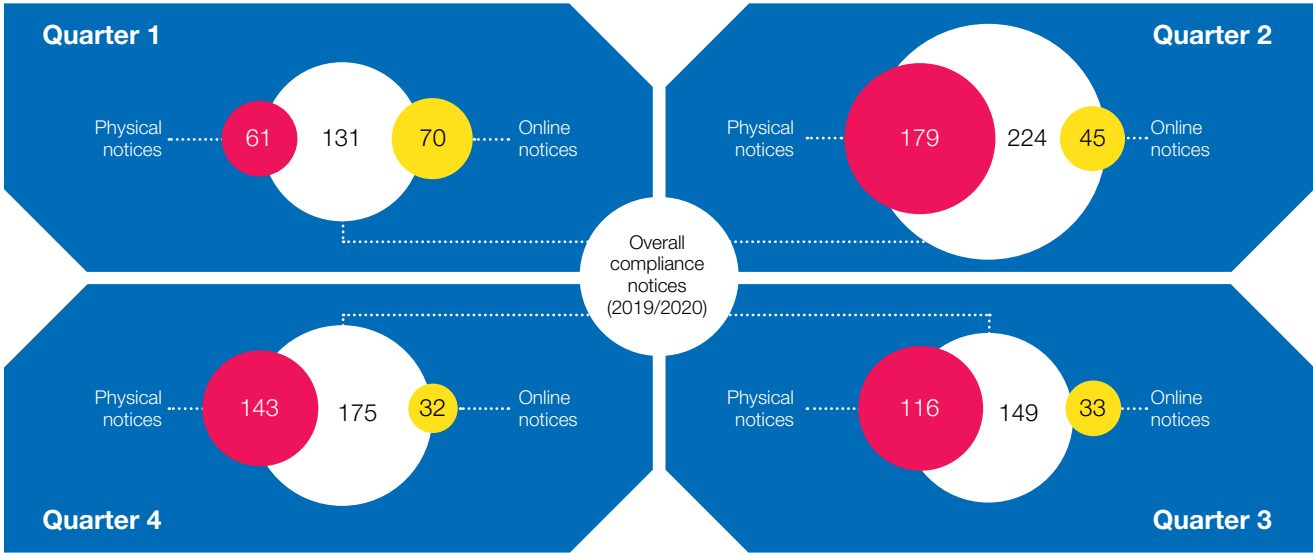 Quarter 1
Physical
notices
61
131
70
Online
notices
Quarter 2
Physical
notices
179
224
45
Online
notices
Overall
compliance
notices
(2019/2020)
Physical
notices
143
175
32
Online
notices
Quarter 4
Physical
notices
116
149
33
Online
notices
Quarter 3